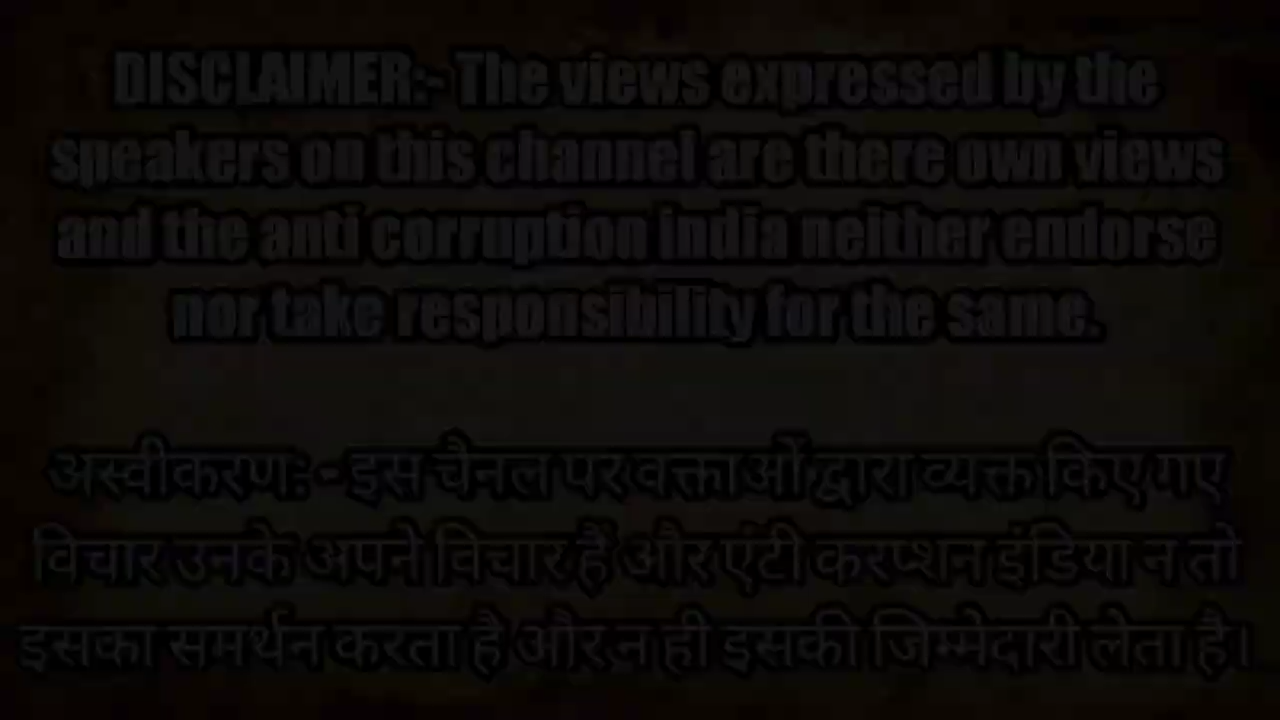 DISCLAIMER:- The views expressed by the
speakers on this channel are there own views
and the anti corruption india neither endorse
nor take responsibility for the same.
अस्वीकरण: - इस चैनल पर वक्ताओं द्वारा व्यक्त किए गए
विचार उनके अपने विचार हैं और एंटी करप्शन इंडिया न तो
इसका समर्थन करता है और न ही इसकी जिम्मेदारी लेता है।